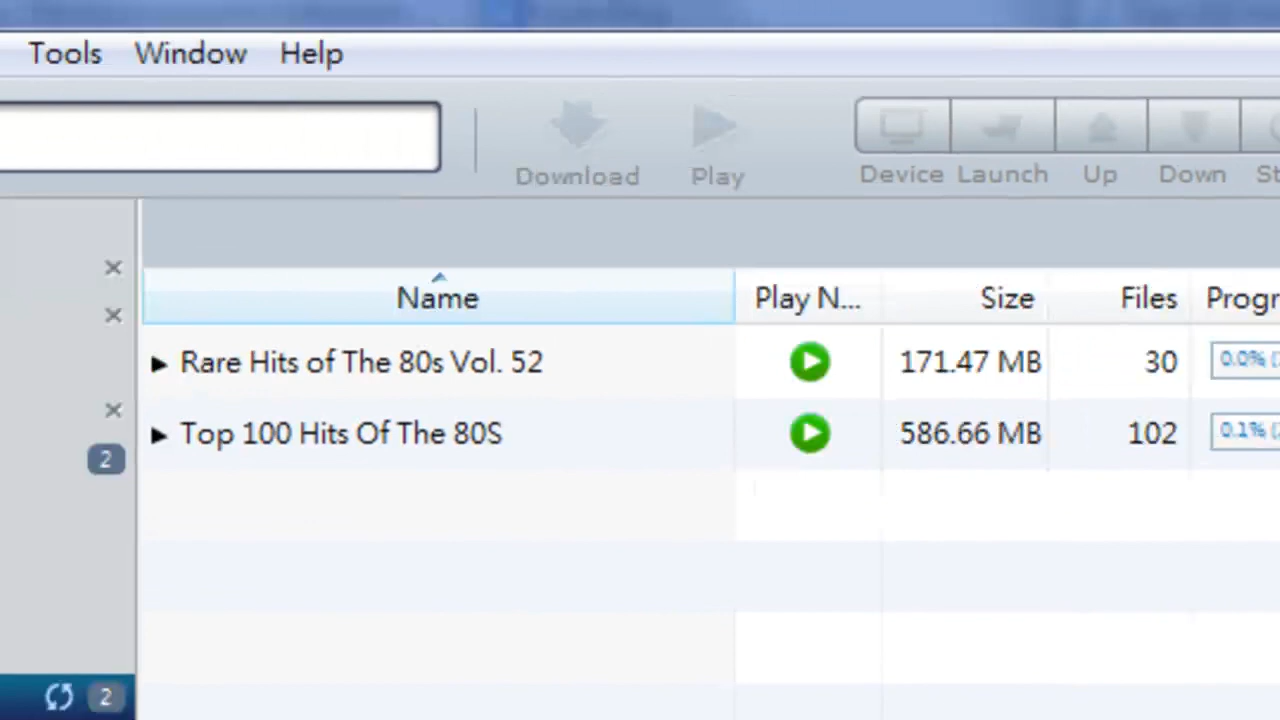 Tools Window Help
Download Play Device Launch Up Down St
Name Play N... Size Files Progr
Rare Hits of The 80s Vol. 52 171.47 MB 30 0.0%
Top 100 Hits Of The 80S 586.66 MB 102 0.1%
2
2